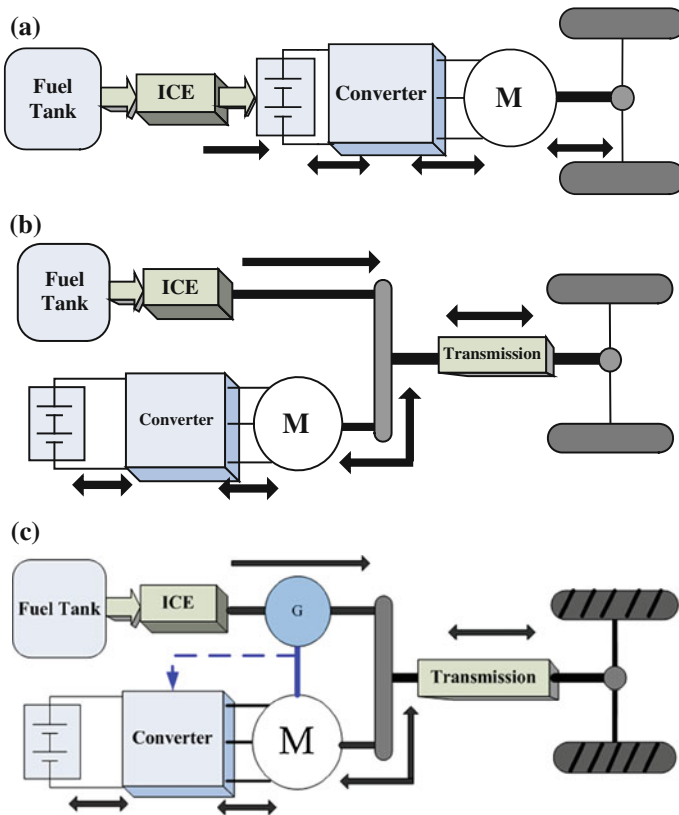 (a)
Fuel
Tank
ICE
Converter
M
(b)
Fuel
Tank
ICE
Transmission
Converter
M
(c)
Fuel Tank
ICE
G
Transmission
Converter
M